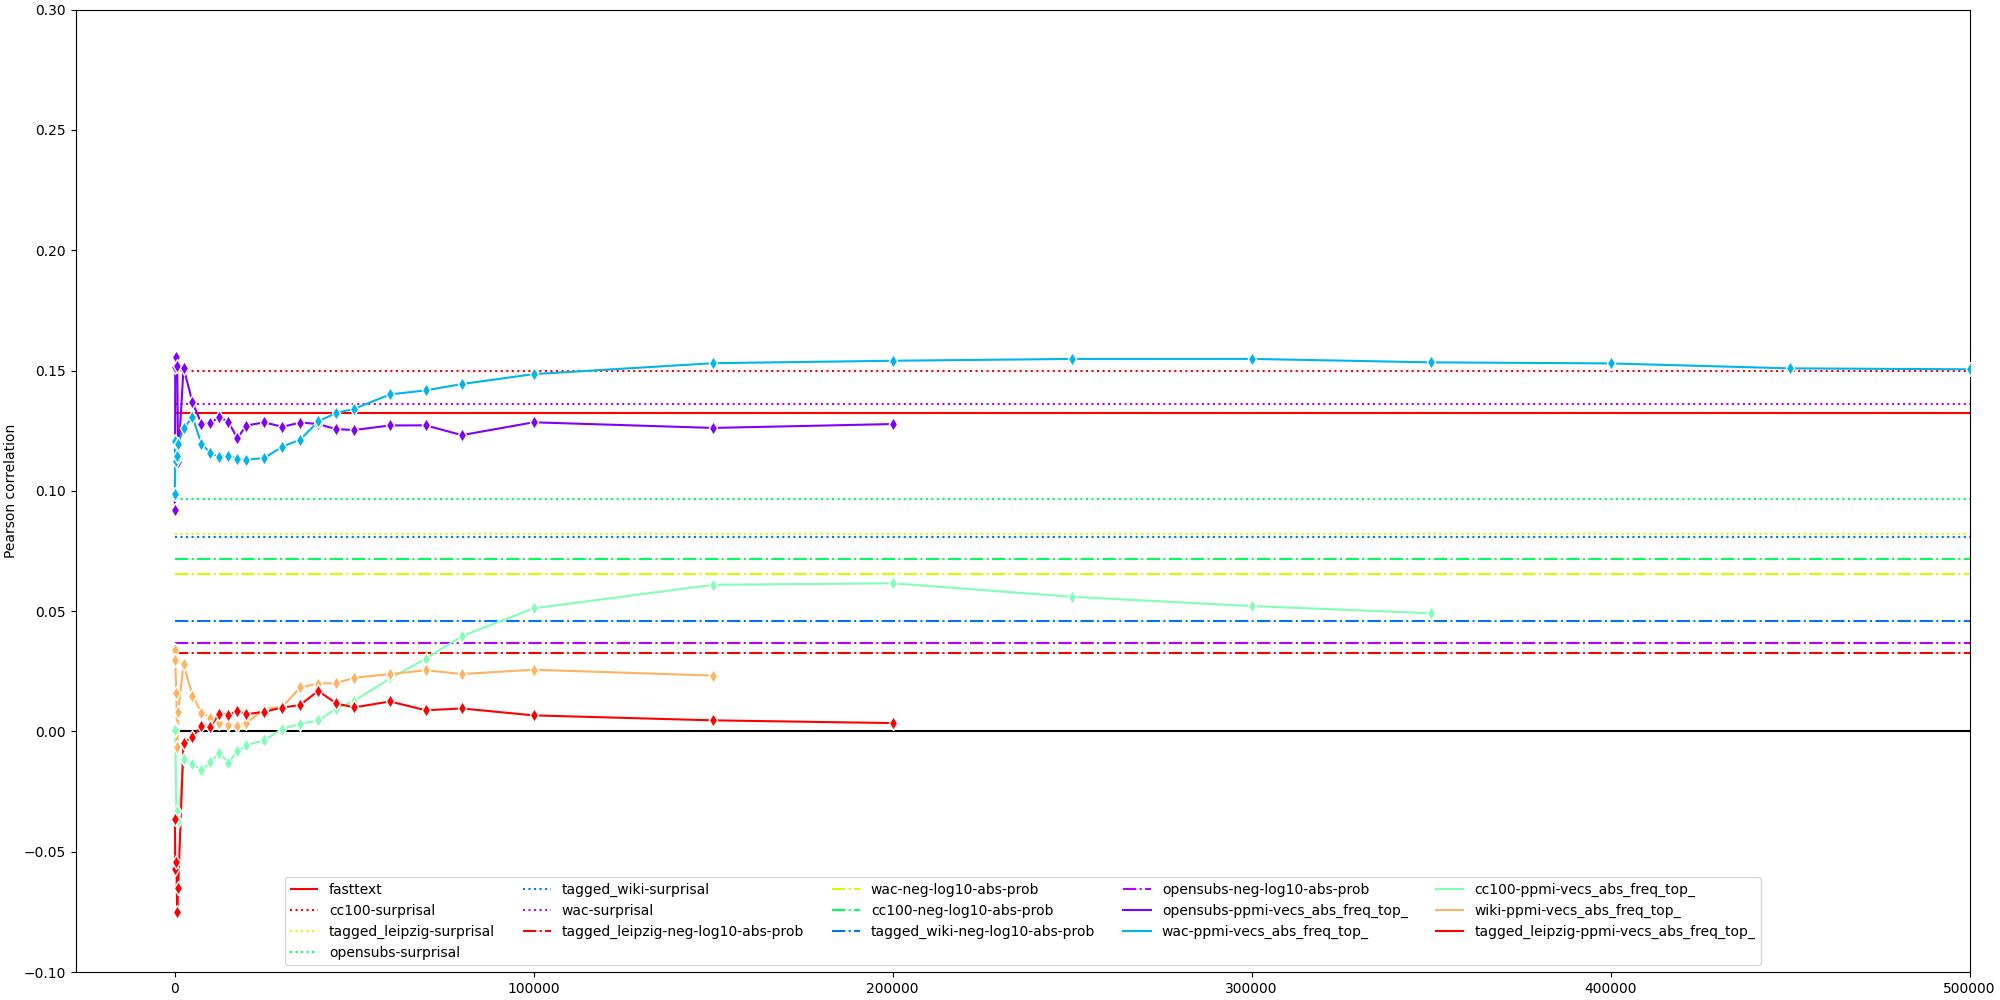 0.30
0.25
0.20
0.15
0.10
0.05
0.00
−0.05
−0.10
Pearson correlation
fasttext
cc100-surprisal
tagged_leipzig-surprisal
opensubs-surprisal
tagged_wiki-surprisal
wac-surprisal
tagged_leipzig-neg-log10-abs-prob
wac-neg-log10-abs-prob
cc100-neg-log10-abs-prob
tagged_wiki-neg-log10-abs-prob
opensubs-neg-log10-abs-prob
opensubs-ppmi-vecs_abs_freq_top_
wac-ppmi-vecs_abs_freq_top_
cc100-ppmi-vecs_abs_freq_top_
wiki-ppmi-vecs_abs_freq_top_
tagged_leipzig-ppmi-vecs_abs_freq_top_
0
100000
200000
300000
400000
500000